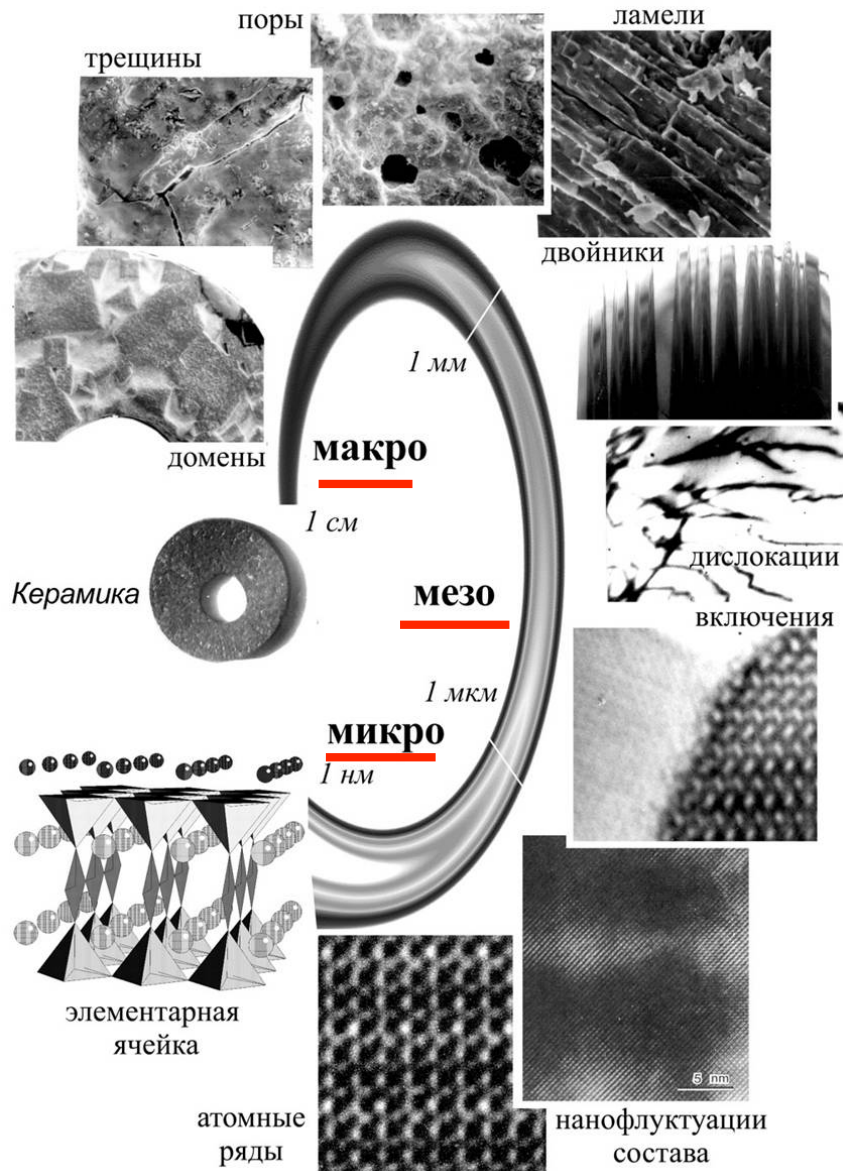 поры
ламели
трещины
двойники
1 мм
домены
макро
1 см
дислокации
Керамика
мезо
включения
1 мкм
микро
1 нм
элементарная
ячейка
5 nm
атомные
ряды
нанофлуктуации
состава